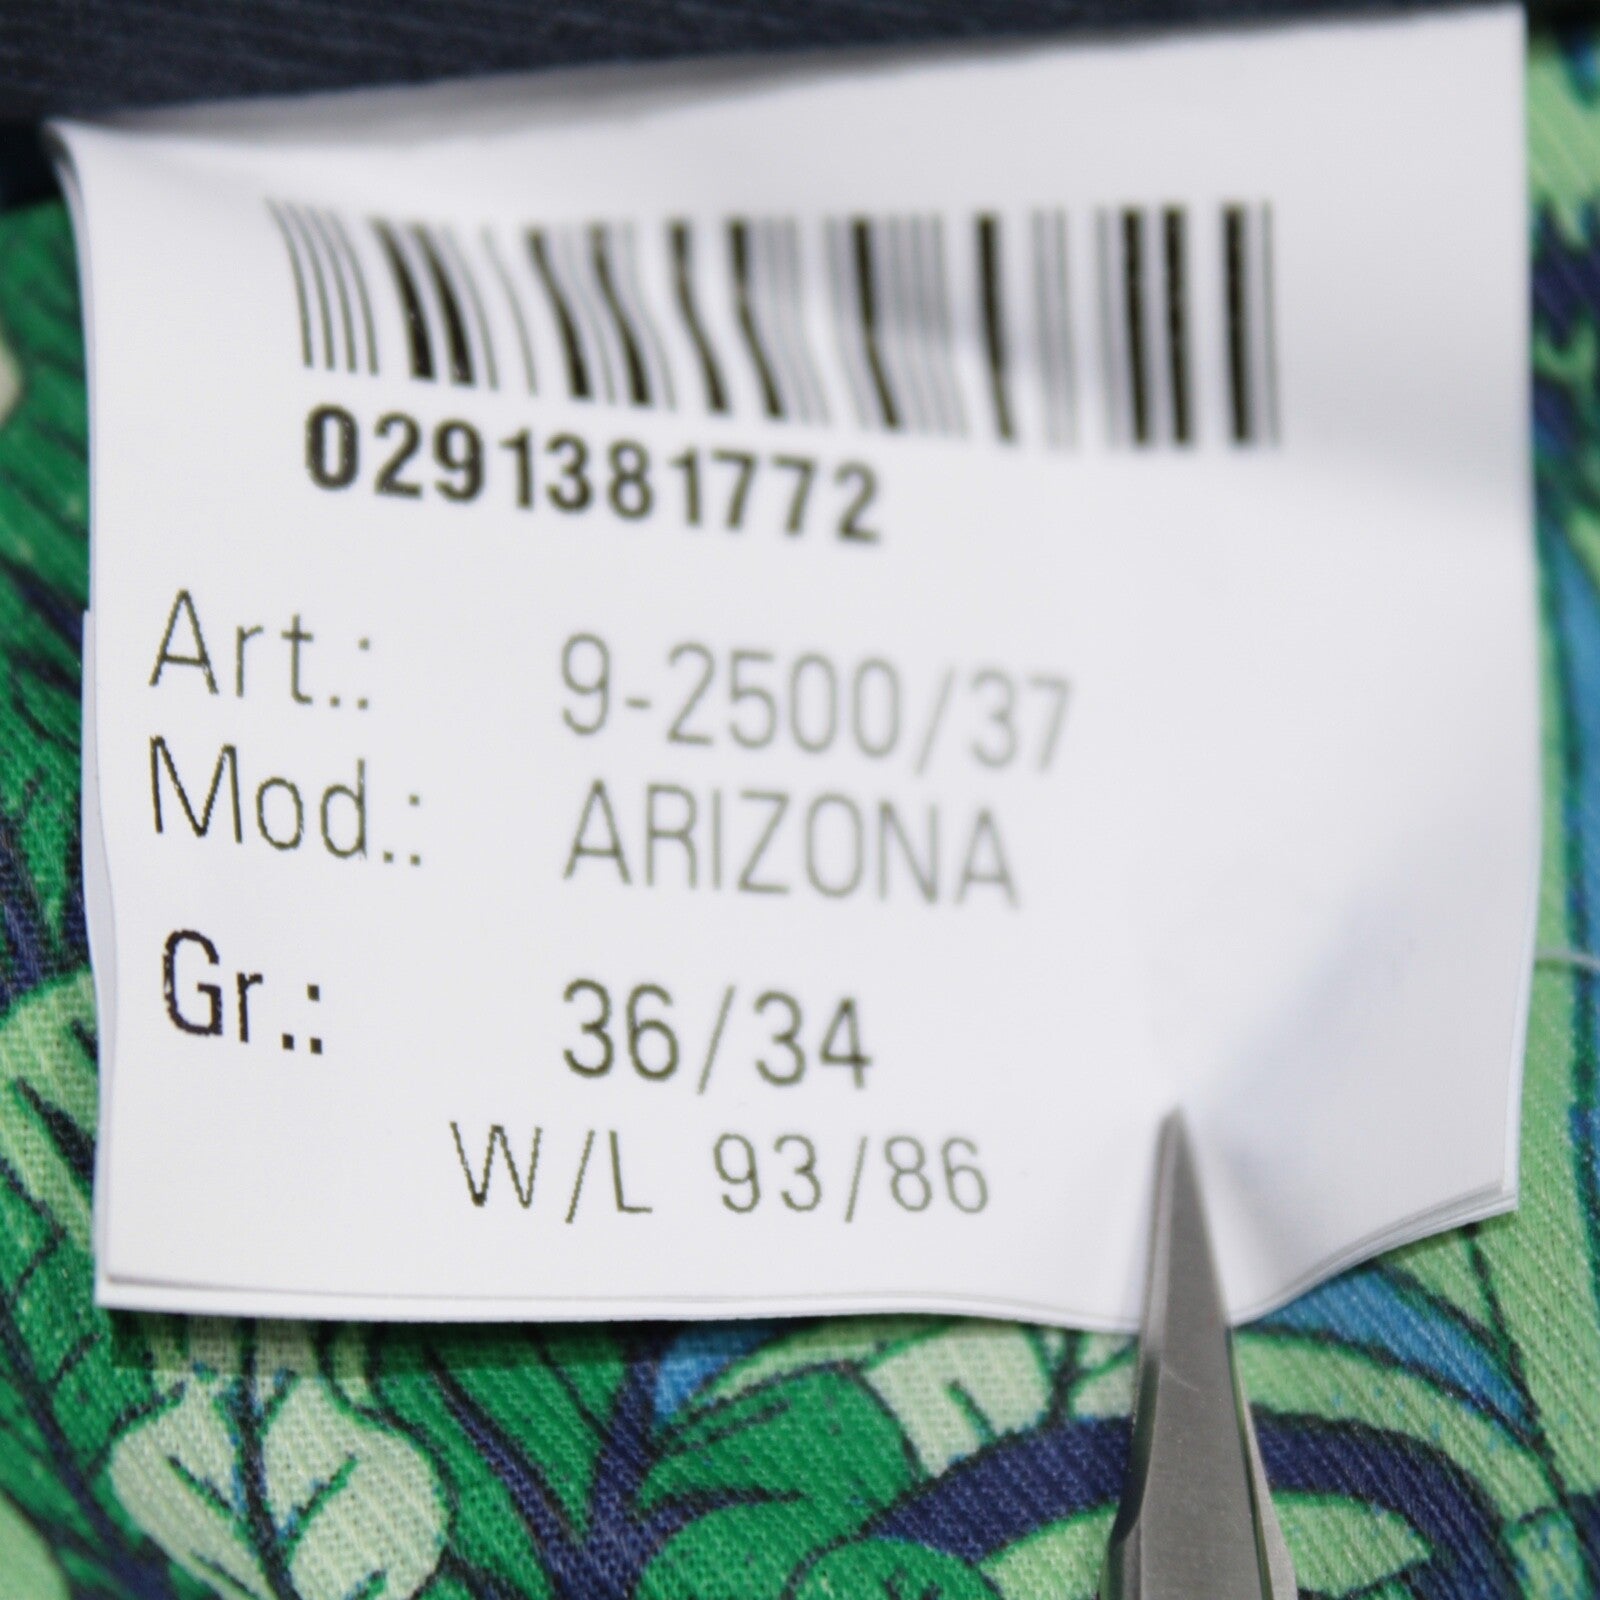 0291381772
Art.: 9-2500/37
Mod.: ARIZONA
Gr.: 36/34
W/L 93/86